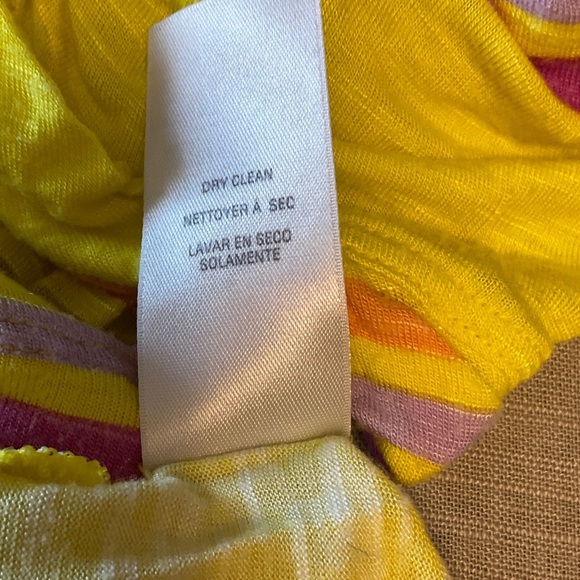 DRY CLEAN
NETTOYER À SEC
LAVAR EN SECO
SOLAMENTE